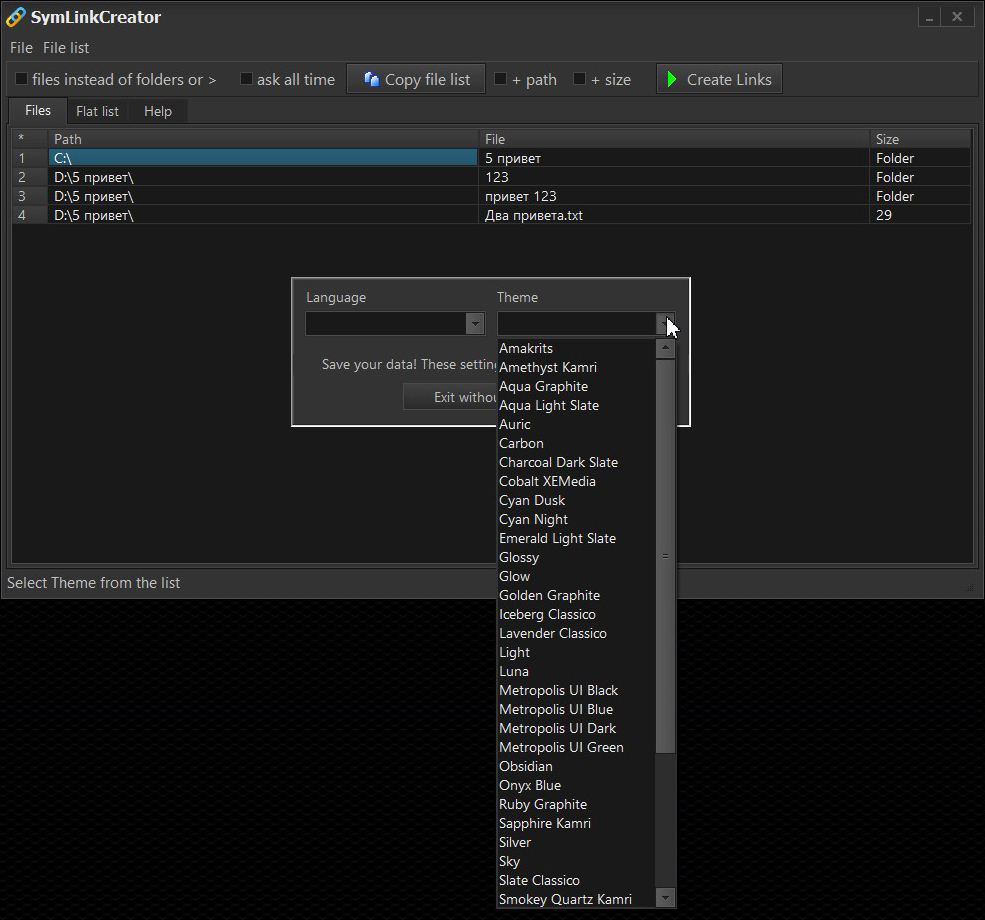 SymLinkCreator
File File list
files instead of folders or > ask all time Copy file list + path + size Create Links
Files Flat list Help
* Path File Size
1 C:\ 5 привет Folder
2 D:\5 привет\ 123 Folder
3 D:\5 привет\ привет 123 Folder
4 D:\5 привет\ Два привета.txt 29
Language Theme
Save your data! These
Exit
Amakrits
Amethyst Kamri
Aqua Graphite
Aqua Light Slate
Auric
Carbon
Charcoal Dark Slate
Cobalt XEMedia
Cyan Dusk
Cyan Night
Emerald Light Slate
Glossy
Glow
Golden Graphite
Iceberg Classico
Lavender Classico
Light
Luna
Metropolis UI Black
Metropolis UI Blue
Metropolis UI Dark
Metropolis UI Green
Obsidian
Onyx Blue
Ruby Graphite
Sapphire Kamri
Silver
Sky
Slate Classico
Smokey Quartz Kamri
Select Theme from the list